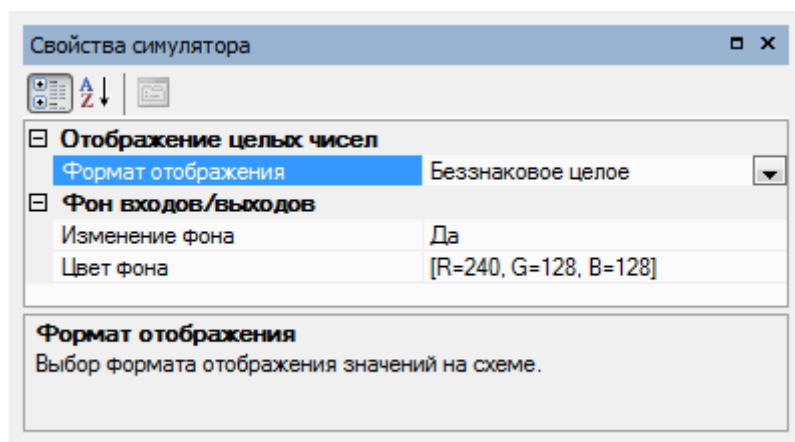 Свойства симулятора
A
Z
Отображение целых чисел
Формат отображения Беззнаковое целое
Фон входов/выходов
Изменение фона Да
Цвет фона [R=240, G=128, B=128]
Формат отображения
Выбор формата отображения значений на схеме.